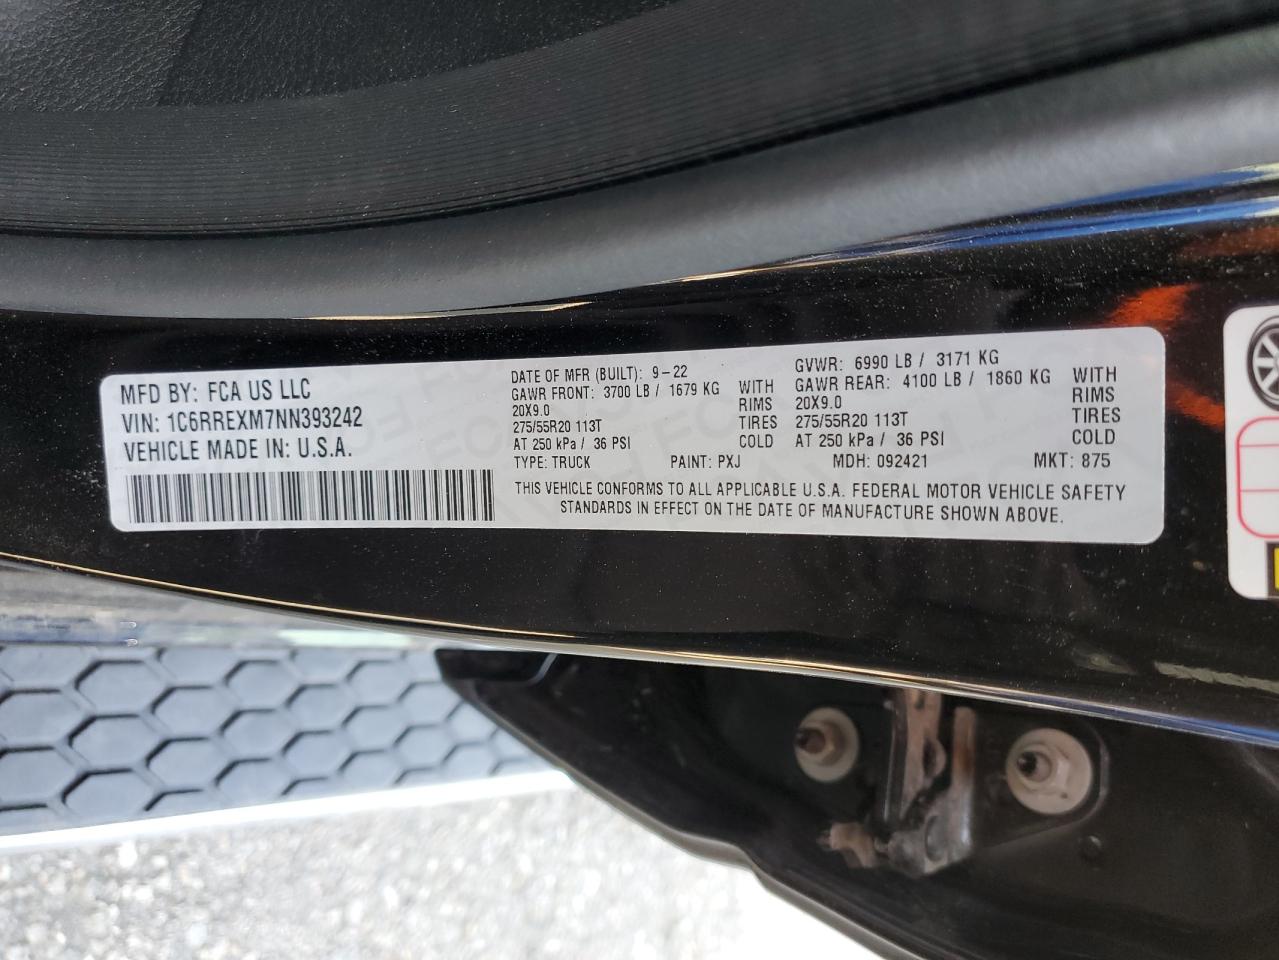 MFD BY: FCA US LLC
VIN: 1C6RREXM7NN393242
VEHICLE MADE IN: U.S.A.
DATE OF MFR (BUILT): 9-22
GAWR FRONT: 3700 LB / 1679 KG WITH
20X9.0 RIMS
275/55R20 113T TIRES
AT 250 kPa / 36 PSI COLD
TYPE: TRUCK PAINT: PXJ
GVWR: 6990 LB / 3171 KG
GAWR REAR: 4100 LB / 1860 KG WITH
20X9.0 RIMS
275/55R20 113T TIRES
AT 250 kPa / 36 PSI COLD
MDH: 092421 MKT: 875
THIS VEHICLE CONFORMS TO ALL APPLICABLE U.S.A. FEDERAL MOTOR VEHICLE SAFETY
STANDARDS IN EFFECT ON THE DATE OF MANUFACTURE SHOWN ABOVE.